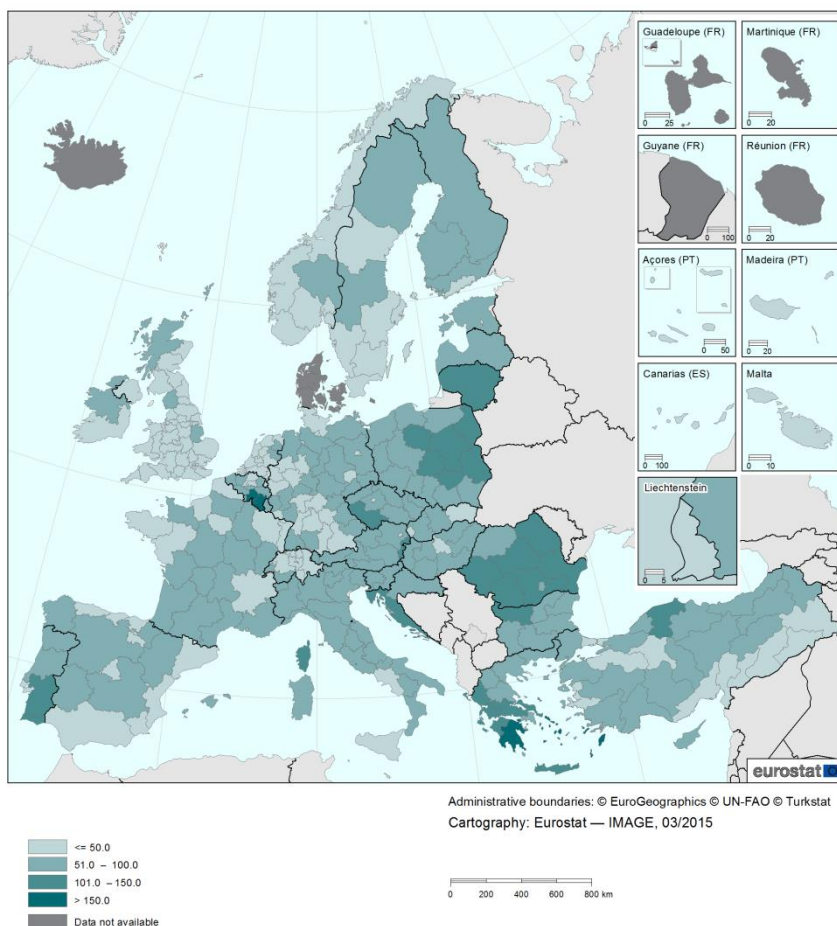 Guadeloupe (FR)
0 25
Martinique (FR)
0 20
Guyane (FR)
0 100
Réunion (FR)
0 20
Açores (PT)
0 50
Madeira (PT)
0 20
Canarias (ES)
0 100
Malta
0 10
Liechtenstein
0 5
eurostat
Administrative boundaries: © EuroGeographics © UN-FAO © Turkstat
Cartography: Eurostat — IMAGE, 03/2015
<= 50.0
51.0 – 100.0
101.0 – 150.0
> 150.0
Data not available
0 200 400 600 800 km